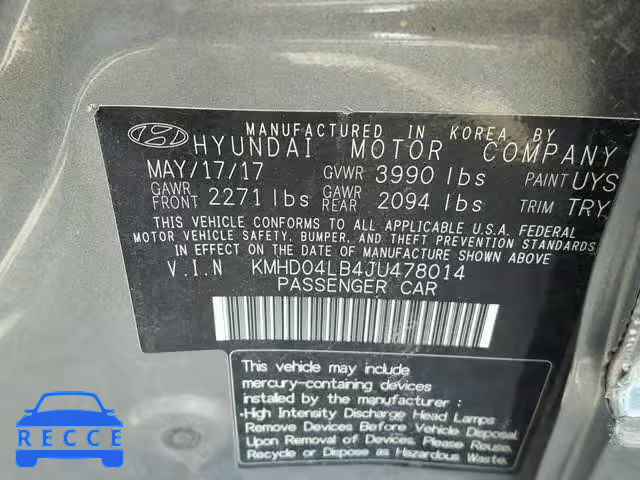 MANUFACTURED IN KOREA BY
HYUNDAI MOTOR COMPANY
MAY/17/17 GVWR 3990 lbs PAINT UYS
GAWR FRONT 2271 lbs GAWR REAR 2094 lbs TRIM TRY
THIS VEHICLE CONFORMS TO ALL APPLICABLE U.S.A. FEDERAL
MOTOR VEHICLE SAFETY, BUMPER, AND THEFT PREVENTION
STANDARDS IN EFFECT ON THE DATE OF MANUFACTURE SHOWN ABOVE
V.I.N KMHD04LB4JU478014
PASSENGER CAR
This vehicle may include
mercury-containing devices
installed by the manufacturer :
·High Intensity Discharge Head Lamps
Remove Devices Before Vehicle Disposal.
Upon Removal of Devices, Please Reuse,
Recycle or Dispose as Hazardous Waste.
RECCE